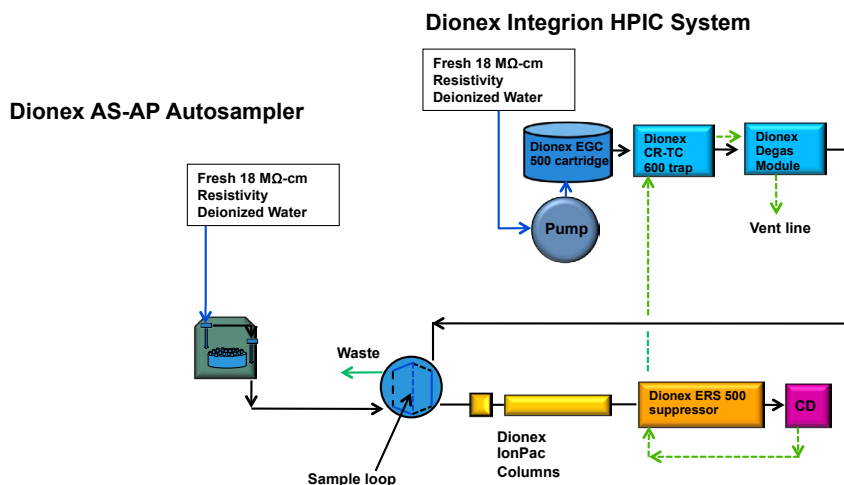 Dionex Integrion HPIC System
Fresh 18 MΩ-cm
Resistivity
Deionized Water
Dionex AS-AP Autosampler
Dionex EGC
500 cartridge
Dionex
CR-TC
600 trap
Dionex
Degas
Module
Fresh 18 MΩ-cm
Resistivity
Deionized Water
Pump
Vent line
Waste
Dionex ERS 500
suppressor
CD
Dionex
IonPac
Columns
Sample loop